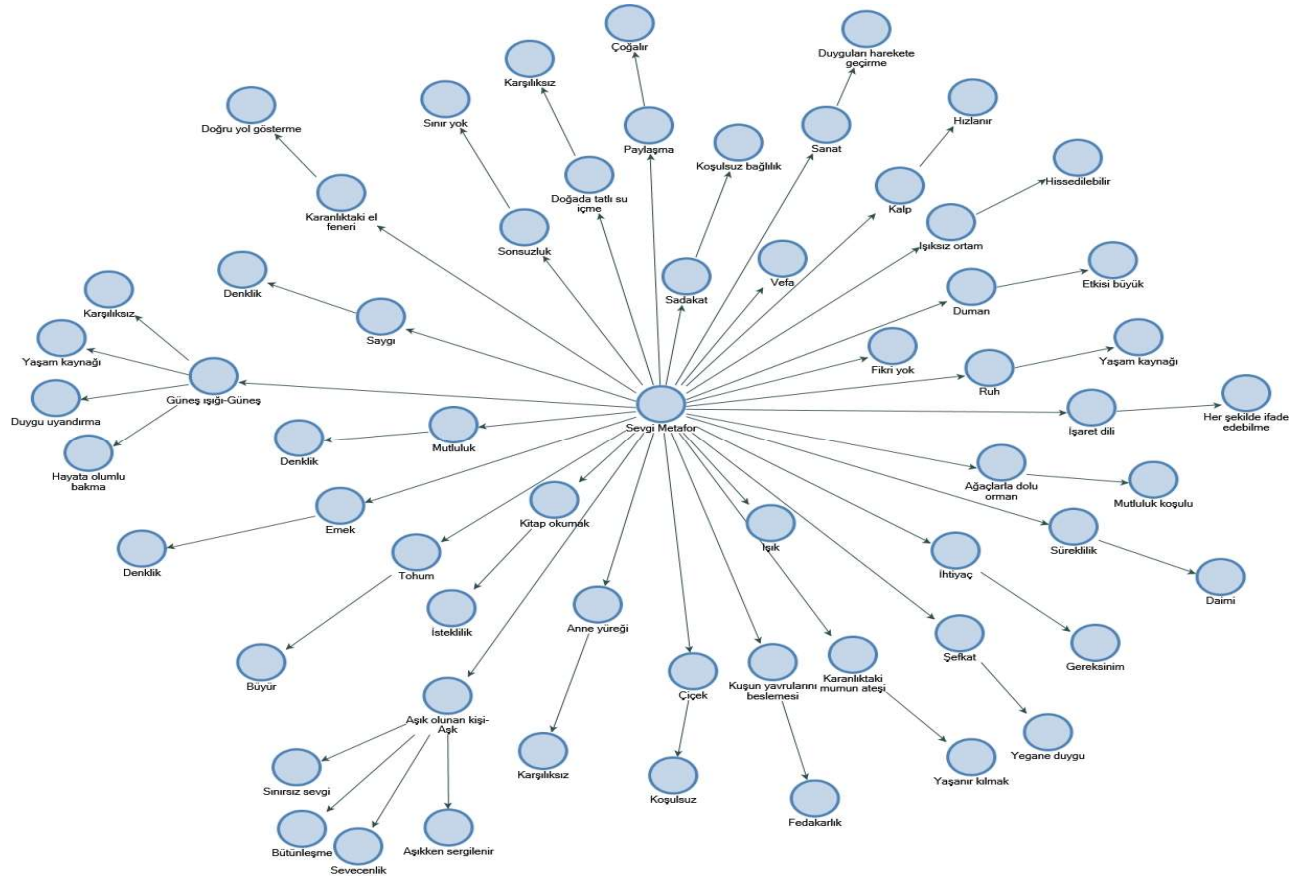 Çoğalır
Duyguları harekete
geçirme
Karşılıksız
Hızlanır
Doğru yol gösterme
Sınır yok
Paylaşma
Sanat
Koşulsuz bağlılık
Hissedilebilir
Karanlıktaki el
feneri
Doğada tatlı su
içme
Kalp
Sonsuzluk
Işıksız ortam
Denklik
Sadakat
Vefa
Etkisi büyük
Karşılıksız
Saygı
Duman
Yaşam kaynağı
Fikri yok
Yaşam kaynağı
Güneş ışığı-Güneş
Ruh
Duygu uyandırma
Sevgi Metafor
İşaret dili
Her şekilde ifade
edebilme
Denklik
Mutluluk
Hayata olumlu
bakma
Ağaçlarla dolu
orman
Mutluluk koşulu
Emek
Kitap okumak
Işık
Süreklilik
Denklik
Tohum
İhtiyaç
Daimi
İsteklilik
Anne yüreği
Şefkat
Gereksinim
Büyür
Çiçek
Kuşun yavrularını
beslemesi
Karanlıktaki
mumun ateşi
Aşık olunan kişi-
Aşk
Yegane duygu
Karşılıksız
Yaşanır kılmak
Sınırsız sevgi
Koşulsuz
Fedakarlık
Bütünleşme
Sevecenlik
Aşıkken sergilenir